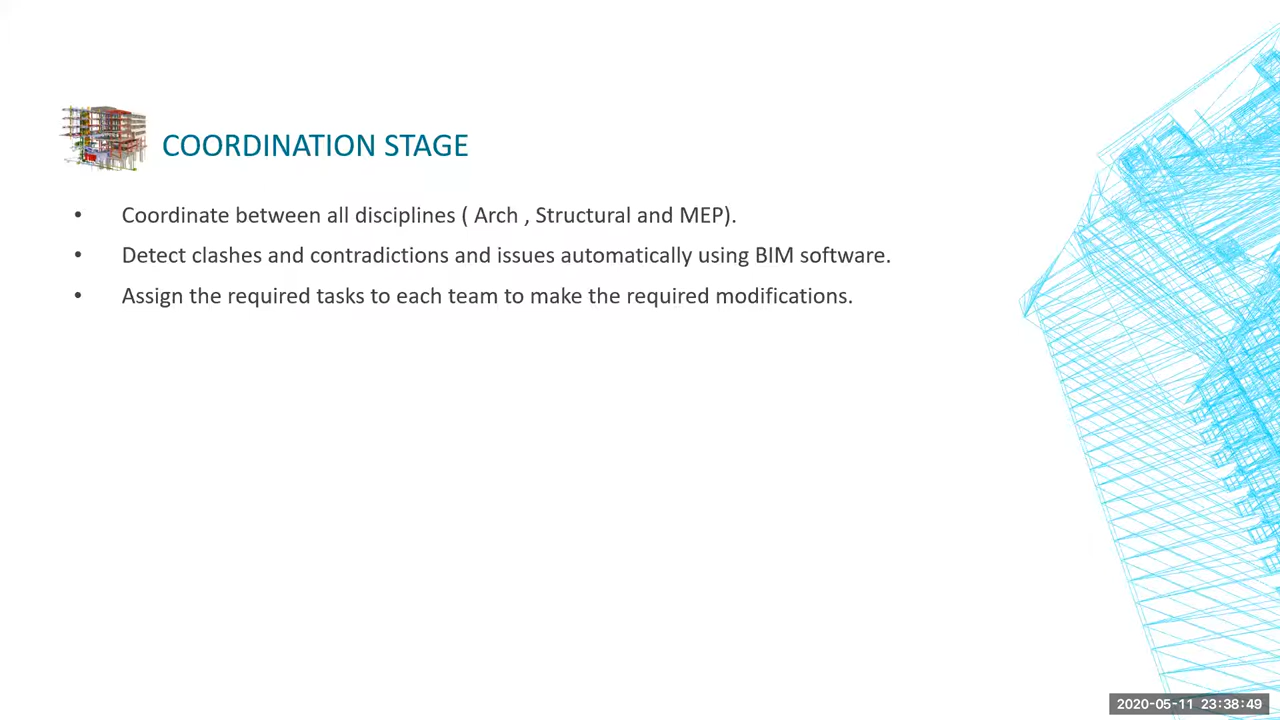 COORDINATION STAGE
• Coordinate between all disciplines ( Arch , Structural and MEP).
• Detect clashes and contradictions and issues automatically using BIM software.
• Assign the required tasks to each team to make the required modifications.
2020-05-11 23:38:49